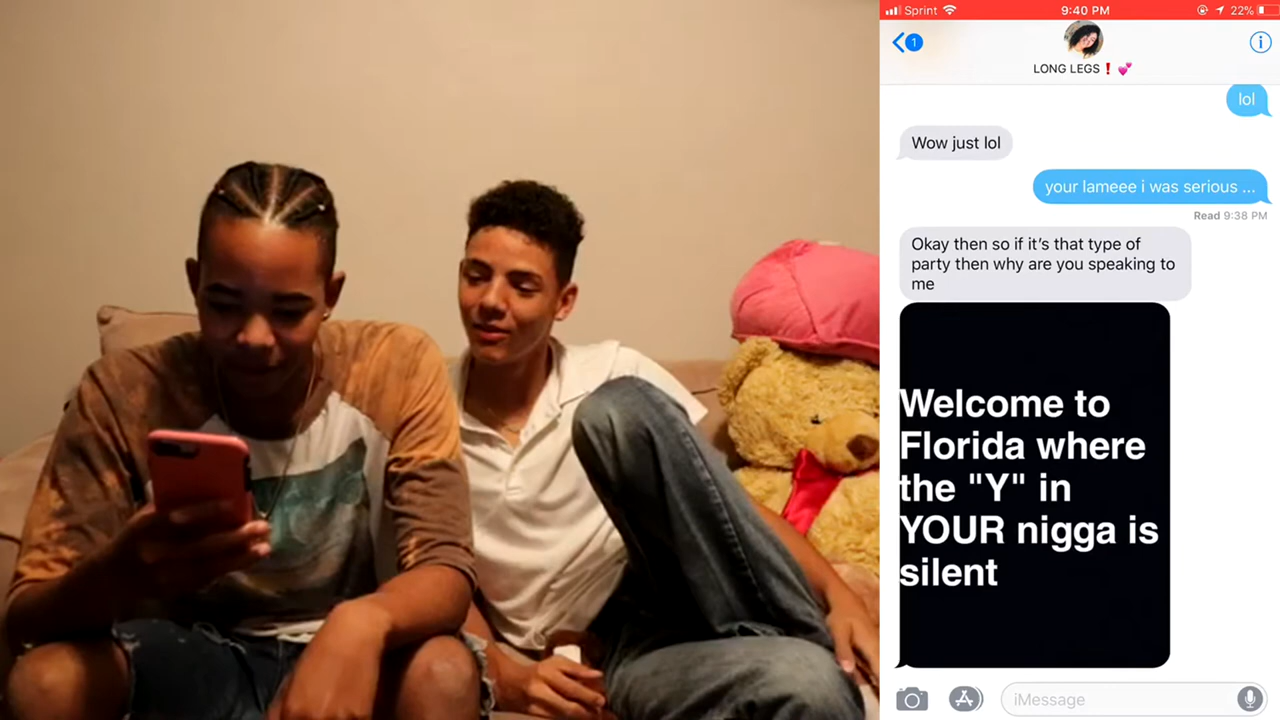 Sprint 9:40 PM 22%
1
LONG LEGS❗💕
lol
Wow just lol
your lameee i was serious ...
Read 9:38 PM
Okay then so if it's that type of
party then why are you speaking to
me
Welcome to
Florida where
the "Y" in
YOUR nigga is
silent
iMessage